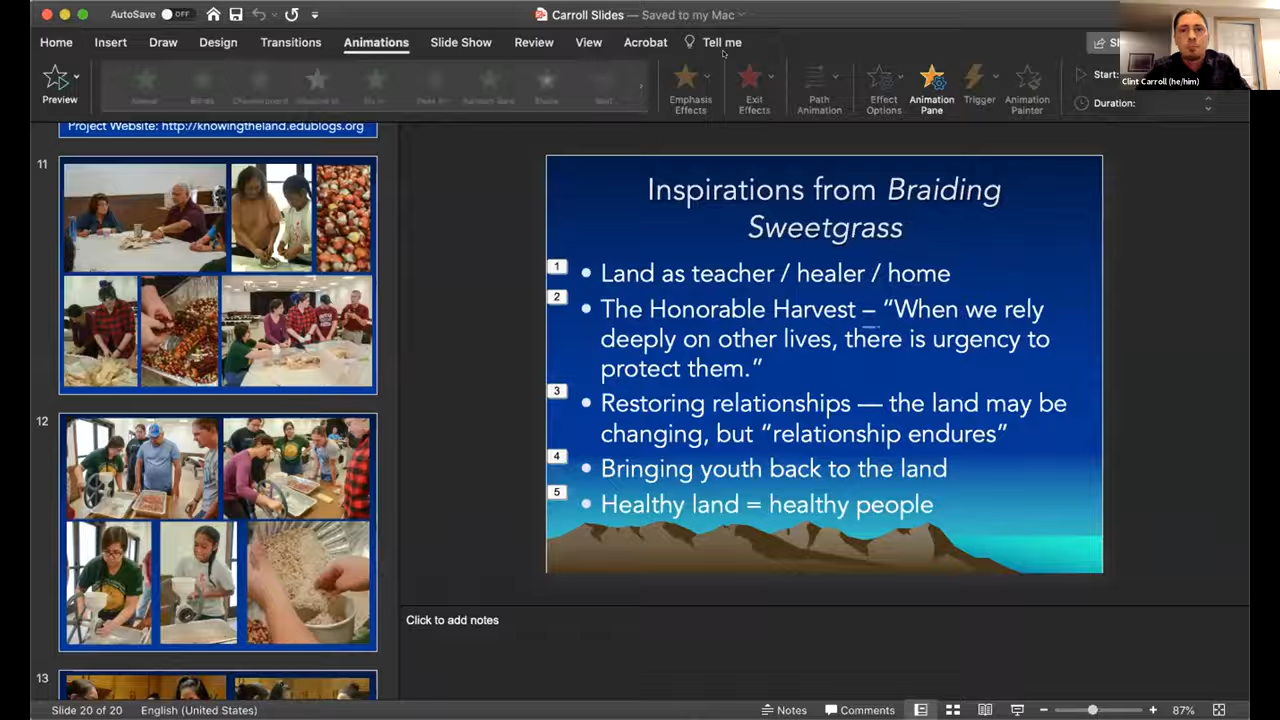 AutoSave OFF
Carroll Slides — Saved to my Mac
Home Insert Draw Design Transitions Animations Slide Show Review View Acrobat Tell me
Clint Carroll (he/him)
Preview
Emphasis Effects
Exit Effects
Path Animation
Effect Options
Animation Pane
Trigger
Animation Painter
Start:
Duration:
Project Website: http://knowingtheland.edublogs.org
11
12
13
Inspirations from Braiding
Sweetgrass
1
• Land as teacher / healer / home
2
• The Honorable Harvest – “When we rely
deeply on other lives, there is urgency to
protect them.”
3
• Restoring relationships — the land may be
changing, but “relationship endures”
4
• Bringing youth back to the land
5
• Healthy land = healthy people
Click to add notes
Slide 20 of 20 English (United States) Notes Comments 87%